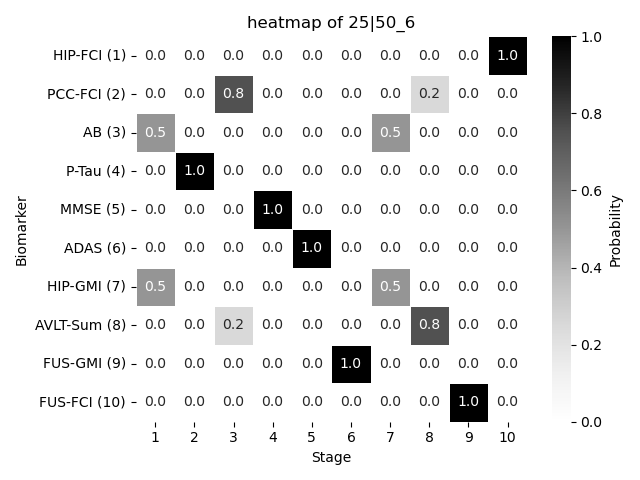 heatmap of 25|50_6
HIP-FCI (1) 0.0 0.0 0.0 0.0 0.0 0.0 0.0 0.0 0.0 1.0
PCC-FCI (2) 0.0 0.0 0.8 0.0 0.0 0.0 0.0 0.2 0.0 0.0
AB (3) 0.5 0.0 0.0 0.0 0.0 0.0 0.5 0.0 0.0 0.0
P-Tau (4) 0.0 1.0 0.0 0.0 0.0 0.0 0.0 0.0 0.0 0.0
MMSE (5) 0.0 0.0 0.0 1.0 0.0 0.0 0.0 0.0 0.0 0.0
ADAS (6) 0.0 0.0 0.0 0.0 1.0 0.0 0.0 0.0 0.0 0.0
HIP-GMI (7) 0.5 0.0 0.0 0.0 0.0 0.0 0.5 0.0 0.0 0.0
AVLT-Sum (8) 0.0 0.0 0.2 0.0 0.0 0.0 0.0 0.8 0.0 0.0
FUS-GMI (9) 0.0 0.0 0.0 0.0 0.0 1.0 0.0 0.0 0.0 0.0
FUS-FCI (10) 0.0 0.0 0.0 0.0 0.0 0.0 0.0 0.0 1.0 0.0
1 2 3 4 5 6 7 8 9 10
Stage
Biomarker
1.0
0.8
0.6
0.4
0.2
0.0
Probability